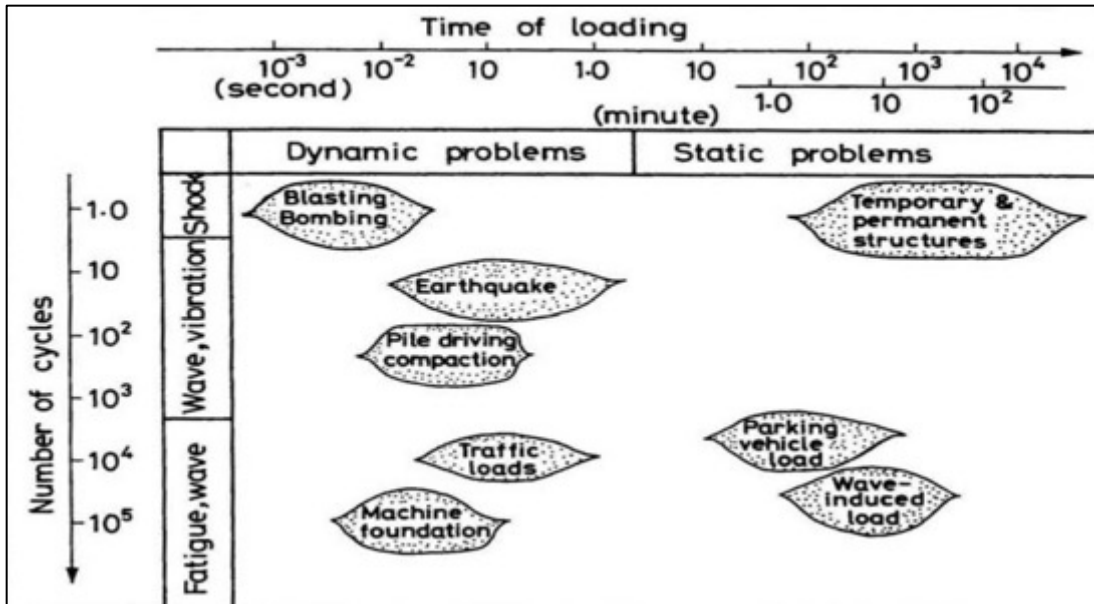 Time of loading
10⁻³ 10⁻² 10 1·0 10 10² 10³ 10⁴
(second)
1·0 10 10²
(minute)
Dynamic problems Static problems
Number of cycles
1·0
10
10²
10³
10⁴
10⁵
Shock
Wave, vibration
Fatigue, wave
Blasting
Bombing
Temporary &
permanent
structures
Earthquake
Pile driving
compaction
Traffic
loads
Parking
vehicle
load
Machine
foundation
Wave-
induced
load